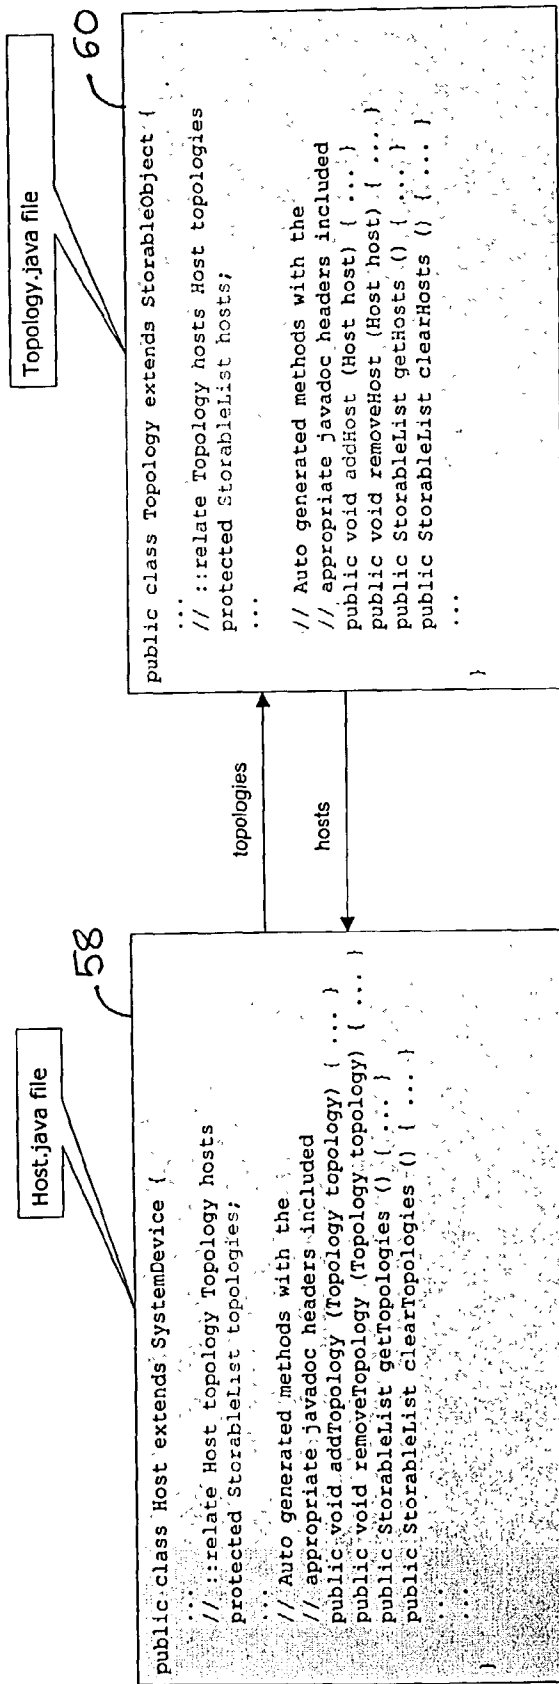 Host.java file
58
public class Host extends SystemDevice {
...
// ::relate Host topology Topology hosts
protected StorableList topologies;
...
// Auto generated methods with the
// appropriate javadoc headers included
public void addTopology (Topology topology) { ... }
public void removeTopology (Topology topology) { ... }
public StorableList getTopologies () { ... }
public StorableList clearTopologies () { ... }
...
...
}
topologies
hosts
Topology.java file
60
public class Topology extends StorableObject {
...
// ::relate Topology hosts Host topologies
protected StorableList hosts;
...
// Auto generated methods with the
// appropriate javadoc headers included
public void addHost (Host host) { ... }
public void removeHost (Host host) { ... }
public StorableList getHosts () { ... }
public StorableList clearHosts () { ... }
...
}